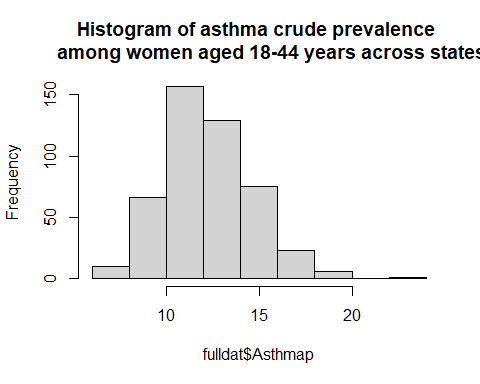 Histogram of asthma crude prevalence
among women aged 18-44 years across states
150
100
50
0
Frequency
10 15 20
fulldat$Asthmap